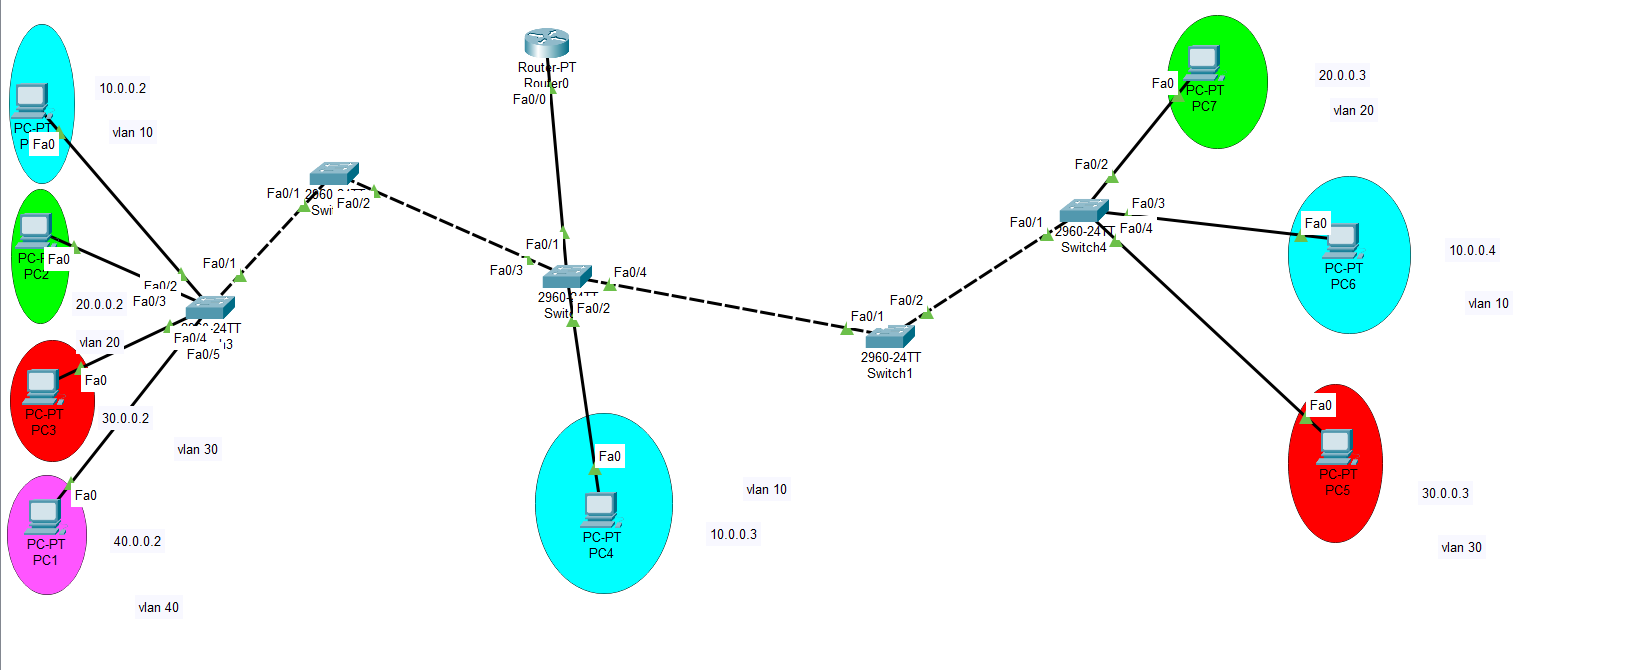 10.0.0.2
vlan 10
PC-PT
Fa0
PC2
Fa0
20.0.0.2
vlan 20
PC-PT
PC3
Fa0
30.0.0.2
vlan 30
PC-PT
PC1
Fa0
40.0.0.2
vlan 40
Fa0/1
Fa0/2
Fa0/3
Fa0/4
Fa0/5
Fa0/1
Fa0/2
Router-PT
Router0
Fa0/0
Fa0/1
Fa0/3
Fa0/4
Fa0/2
Fa0
PC-PT
PC4
vlan 10
10.0.0.3
Fa0/1
Fa0/2
2960-24TT
Switch1
Fa0/1
Fa0/2
Fa0/3
Fa0/4
2960-24TT
Switch4
Fa0
PC-PT
PC7
20.0.0.3
vlan 20
Fa0
PC-PT
PC6
10.0.0.4
vlan 10
Fa0
PC-PT
PC5
30.0.0.3
vlan 30